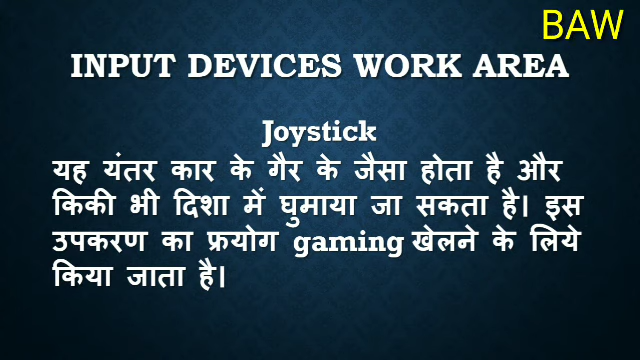 BAW
INPUT DEVICES WORK AREA
Joystick
यह यंतर कार के गैर के जैसा होता है और
किकी भी दिशा में घुमाया जा सकता है। इस
उपकरण का फ्रयोग gaming खेलने के लिये
किया जाता है।